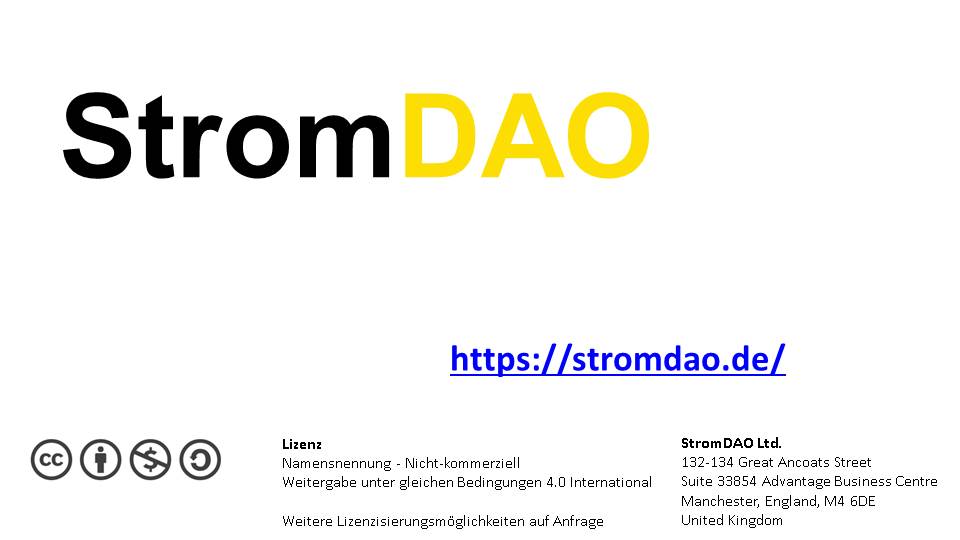 StromDAO
https://stromdao.de/
cc
Lizenz
Namensnennung - Nicht-kommerziell
Weitergabe unter gleichen Bedingungen 4.0 International
Weitere Lizenzisierungsmöglichkeiten auf Anfrage
StromDAO Ltd.
132-134 Great Ancoats Street
Suite 33854 Advantage Business Centre
Manchester, England, M4 6DE
United Kingdom